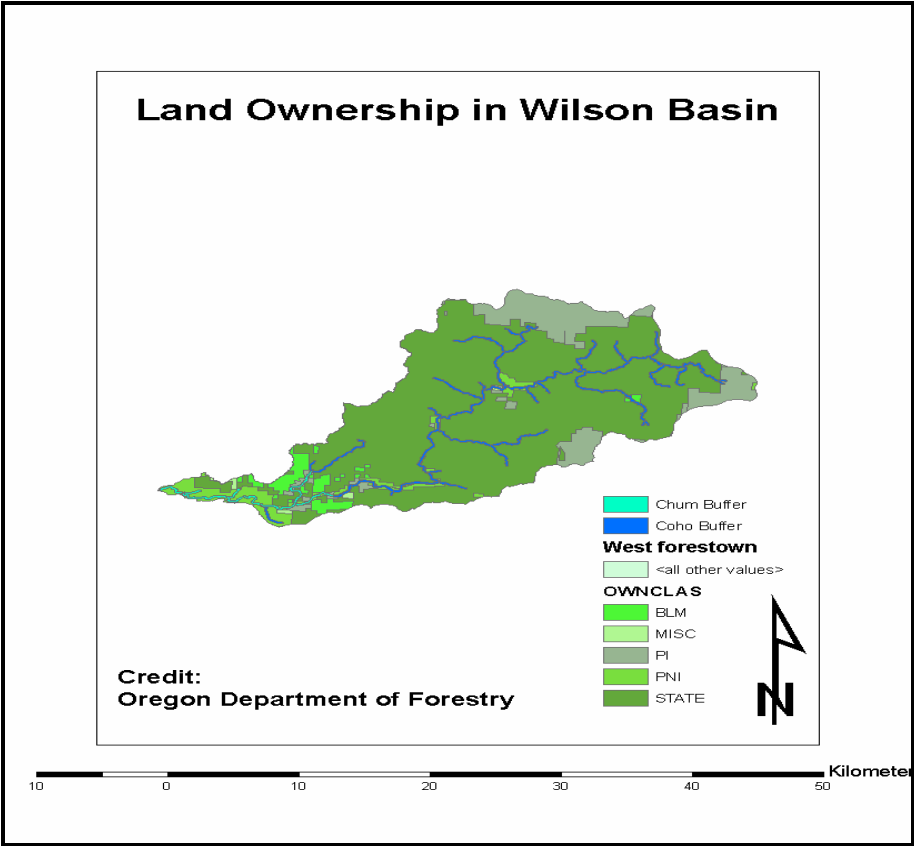 Land Ownership in Wilson Basin
Chum Buffer
Coho Buffer
West forestown
<all other values>
OWNCLAS
BLM
MISC
PI
PNI
STATE
N
Credit:
Oregon Department of Forestry
Kilometer
10 0 10 20 30 40 50